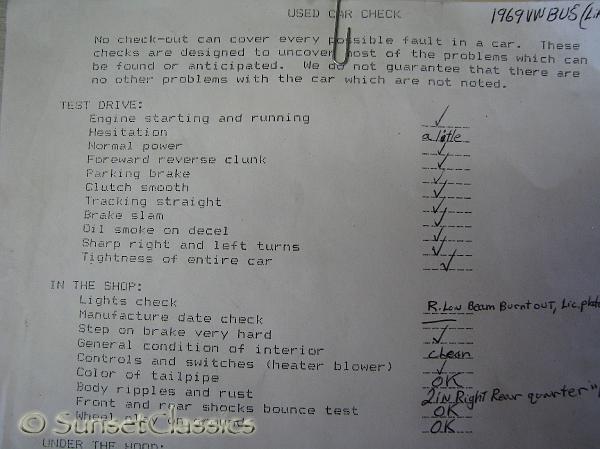 USED CAR CHECK
1969 VW BUS
No check-out can cover every possible fault in a car. These
checks are designed to uncover most of the problems which can
be found or anticipated. We do not guarantee that there are
no other problems with the car which are not noted.
TEST DRIVE:
Engine starting and running ✓
Hesitation a little
Normal power ✓
Foreward reverse clunk ✓
Parking brake ✓
Clutch smooth ✓
Tracking straight ✓
Brake slam ✓
Oil smoke on decel ✓
Sharp right and left turns ✓
Tightness of entire car ✓
IN THE SHOP:
Lights check R. Low Beam Burnt out, Lic. plate
Manufacture date check
Step on brake very hard ✓
General condition of interior clean
Controls and switches (heater blower) ✓
Color of tailpipe OK
Body ripples and rust 2 in Right Rear quarter
Front and rear shocks bounce test OK
Wheel play OK
UNDER THE HOOD:
© SunsetClassics